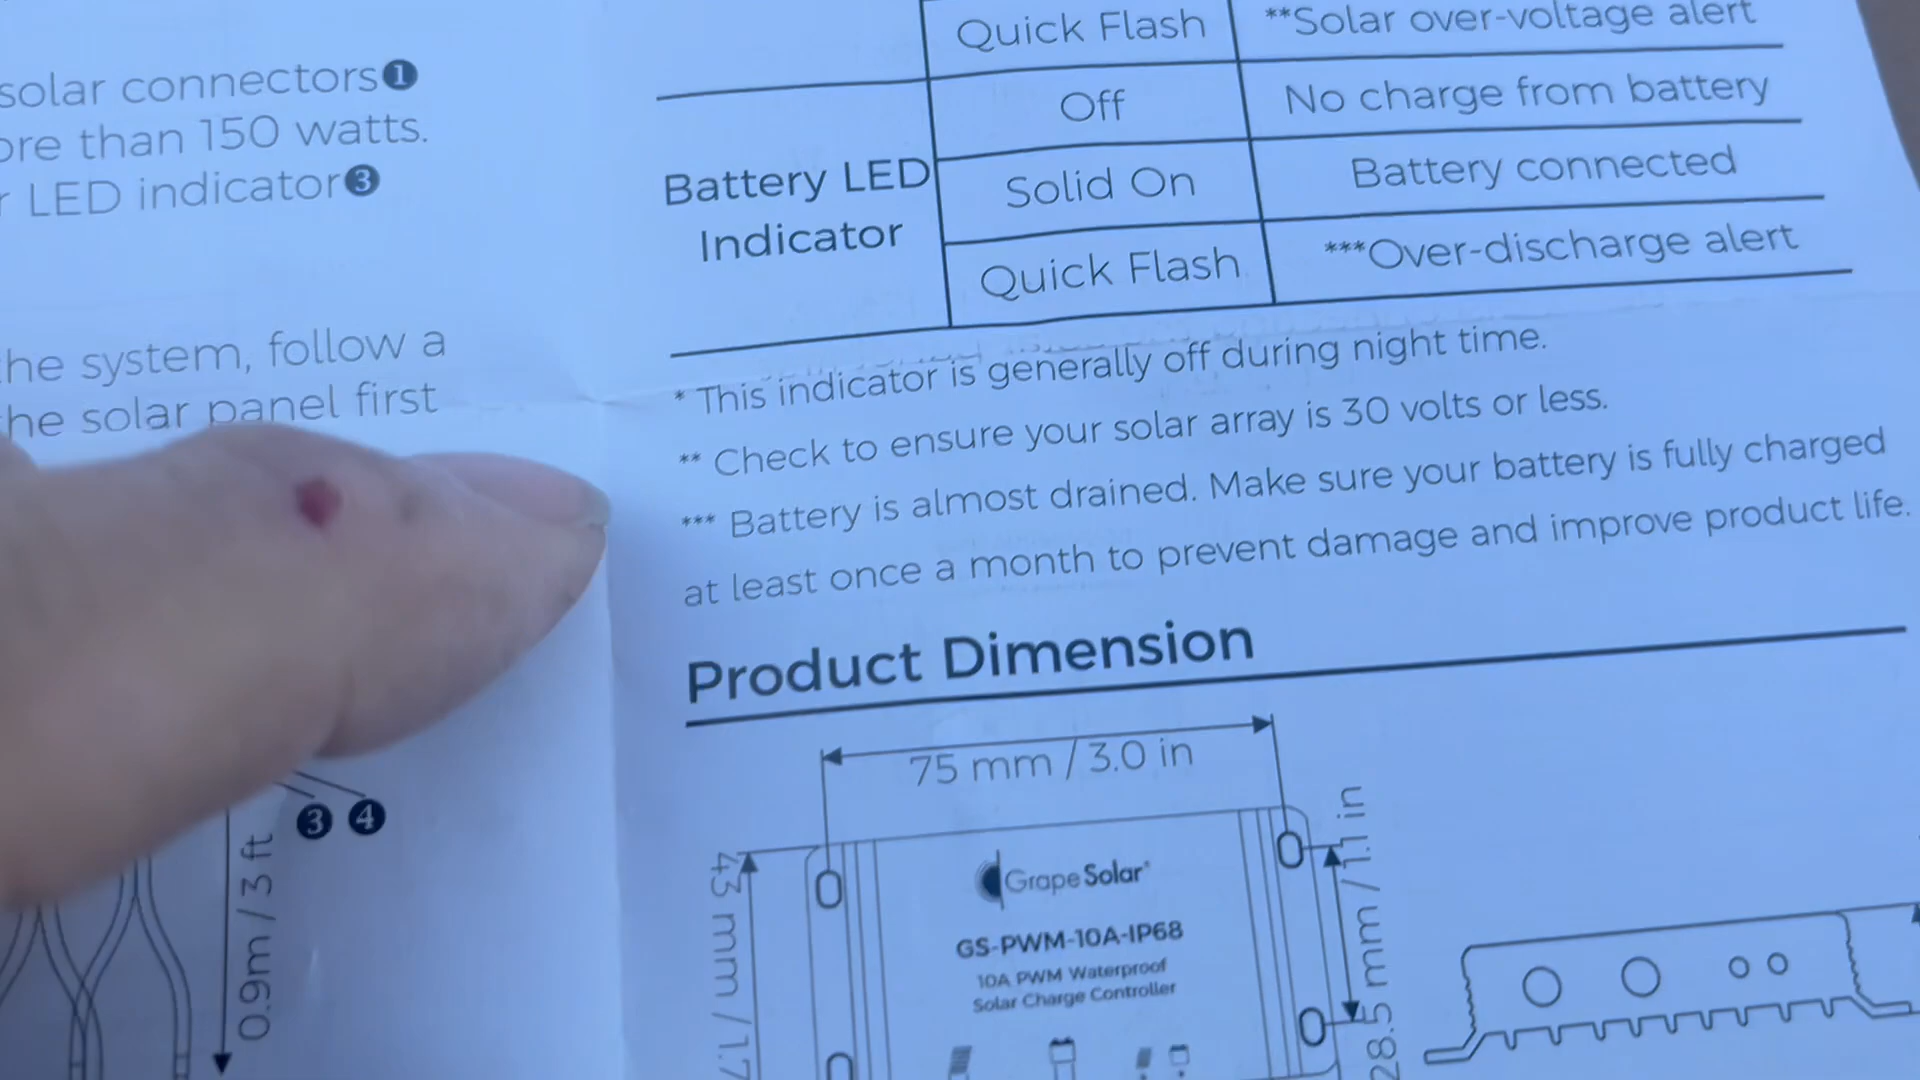 solar connectors❶
ore than 150 watts.
r LED indicator❸
he system, follow a
he solar panel first
❸ ❹
0.9m / 3 ft
Quick Flash **Solar over-voltage alert
Off No charge from battery
Battery LED Indicator
Solid On Battery connected
Quick Flash ***Over-discharge alert
* This indicator is generally off during night time.
** Check to ensure your solar array is 30 volts or less.
*** Battery is almost drained. Make sure your battery is fully charged
at least once a month to prevent damage and improve product life.
Product Dimension
75 mm / 3.0 in
43 mm / 1.7
28.5 mm / 1.1 in
Grape Solar
GS-PWM-10A-IP68
10A PWM Waterproof
Solar Charge Controller